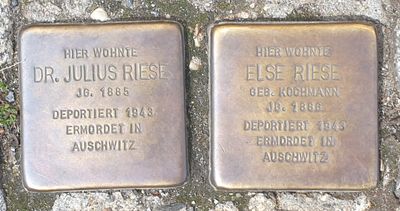 HIER WOHNTE
DR. JULIUS RIESE
JG. 1885
DEPORTIERT 1943
ERMORDET IN
AUSCHWITZ
HIER WOHNTE
ELSE RIESE
GEB. KOCHMANN
JG. 1886
DEPORTIERT 1943
ERMORDET IN
AUSCHWITZ